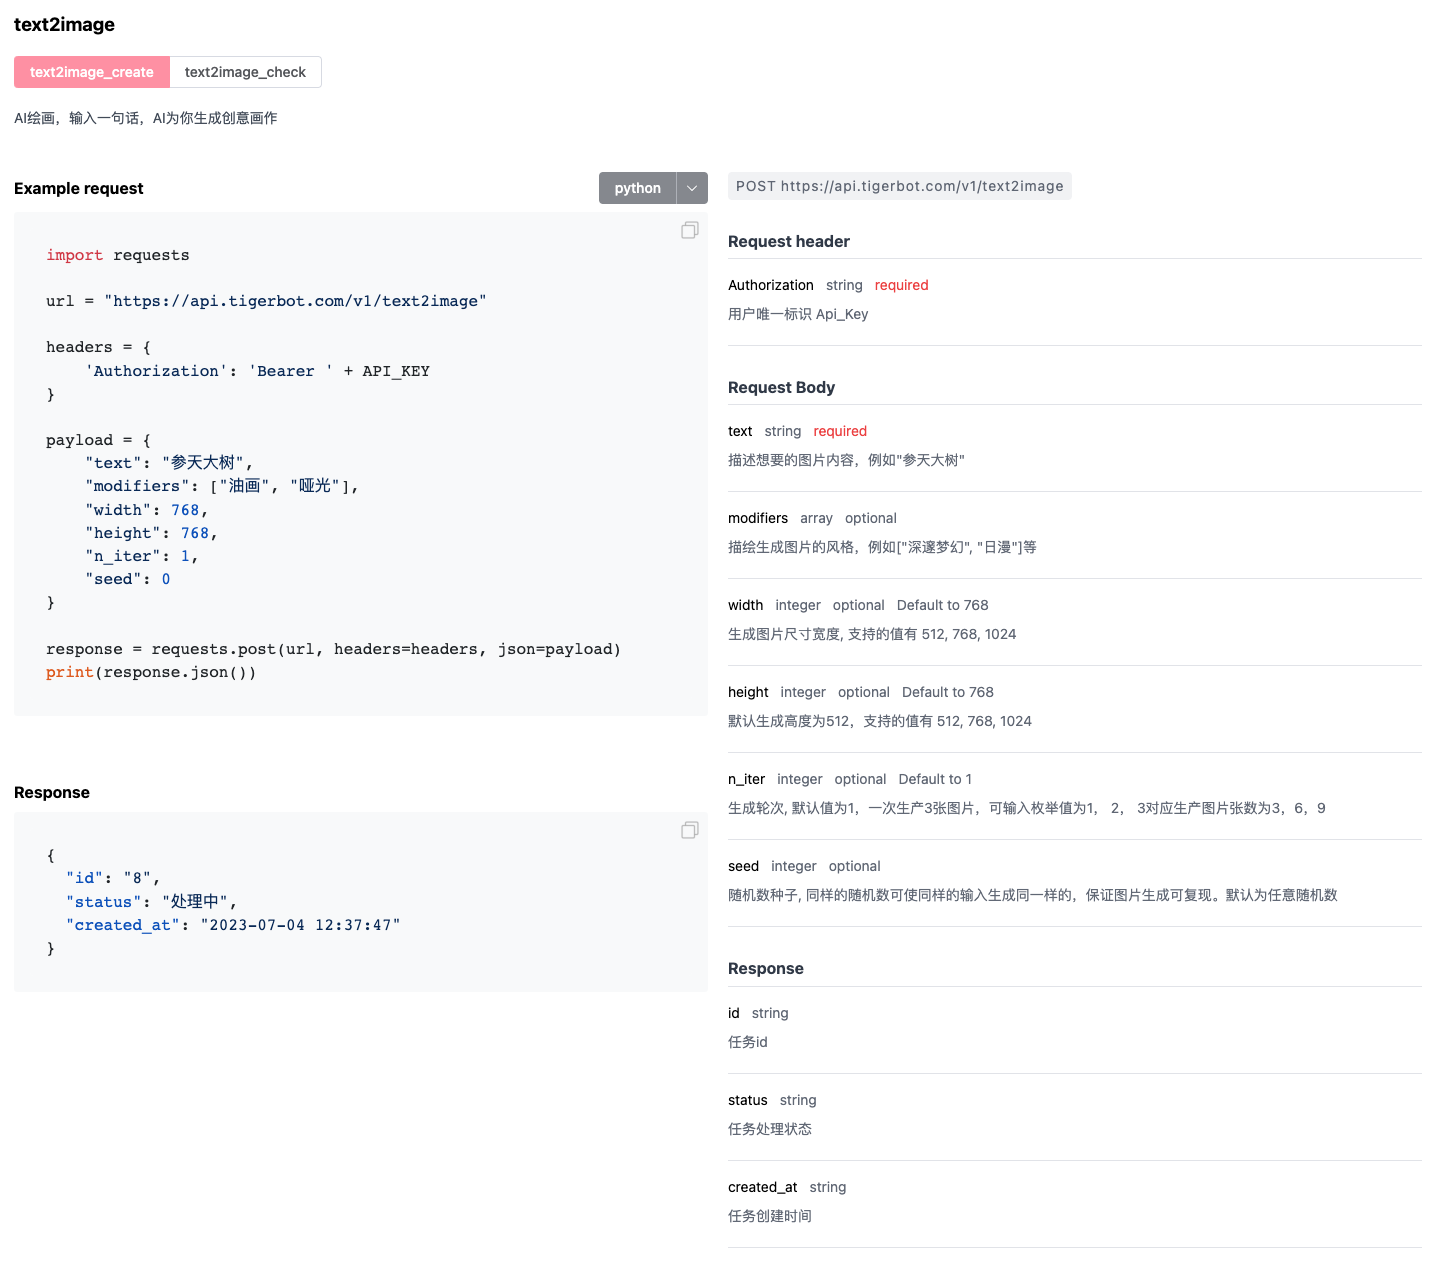 text2image
text2image_create text2image_check
AI绘画，输入一句话，AI为你生成创意画作
Example request
python
import requests
url = "https://api.tigerbot.com/v1/text2image"
headers = {
    'Authorization': 'Bearer ' + API_KEY
}
payload = {
    "text": "参天大树",
    "modifiers": ["油画", "哑光"],
    "width": 768,
    "height": 768,
    "n_iter": 1,
    "seed": 0
}
response = requests.post(url, headers=headers, json=payload)
print(response.json())
Response
{
  "id": "8",
  "status": "处理中",
  "created_at": "2023-07-04 12:37:47"
}
POST https://api.tigerbot.com/v1/text2image
Request header
Authorization string required
用户唯一标识 Api_Key
Request Body
text string required
描述想要的图片内容，例如"参天大树"
modifiers array optional
描绘生成图片的风格，例如["深邃梦幻", "日漫"]等
width integer optional Default to 768
生成图片尺寸宽度, 支持的值有 512, 768, 1024
height integer optional Default to 768
默认生成高度为512，支持的值有 512, 768, 1024
n_iter integer optional Default to 1
生成轮次, 默认值为1，一次生产3张图片，可输入枚举值为1， 2， 3对应生产图片张数为3，6，9
seed integer optional
随机数种子, 同样的随机数可使同样的输入生成同一样的，保证图片生成可复现。默认为任意随机数
Response
id string
任务id
status string
任务处理状态
created_at string
任务创建时间